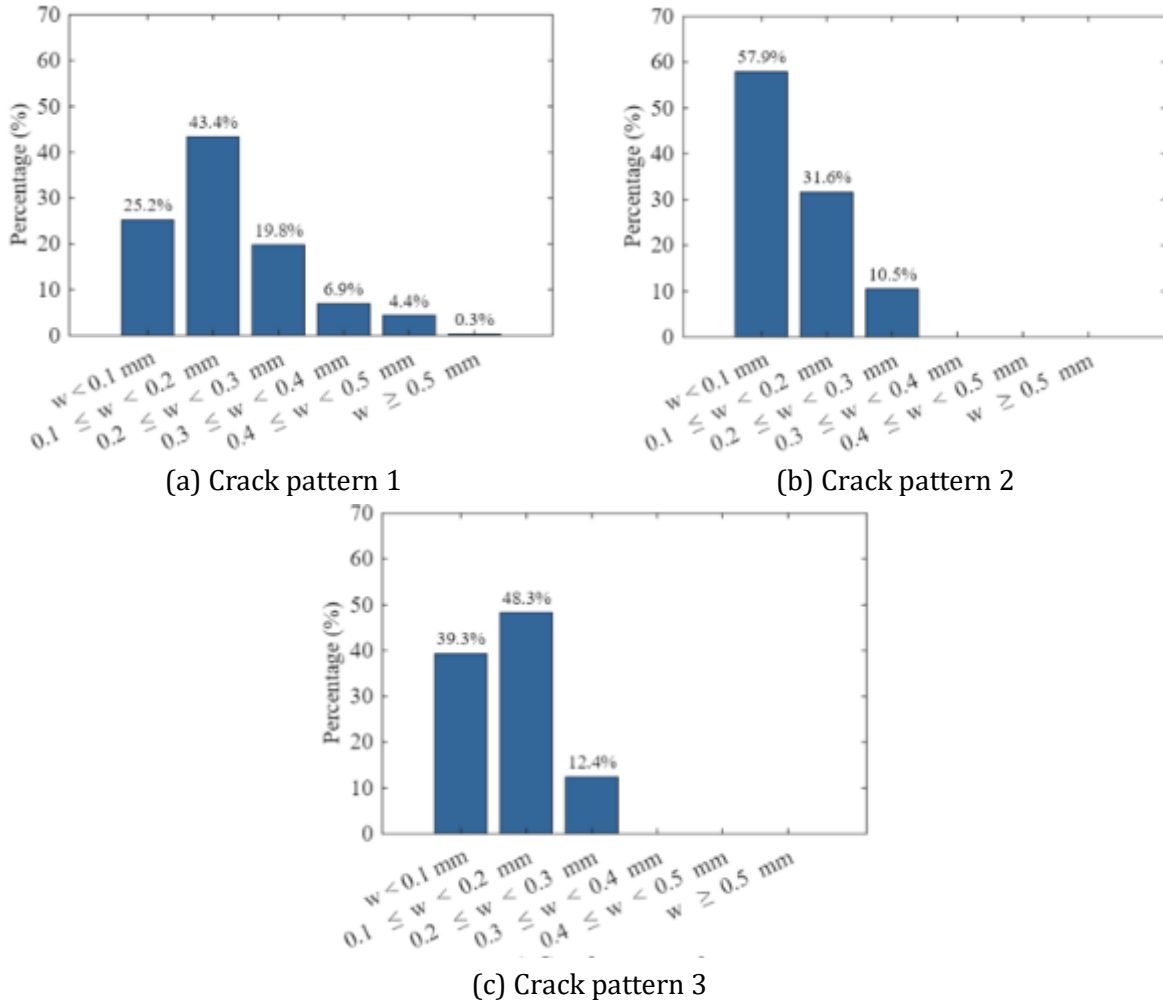 70
60
50
40
30
20
10
0
Percentage (%)
25.2%
43.4%
19.8%
6.9%
4.4%
0.3%
w < 0.1 mm
0.1 ≤ w < 0.2 mm
0.2 ≤ w < 0.3 mm
0.3 ≤ w < 0.4 mm
0.4 ≤ w < 0.5 mm
w ≥ 0.5 mm
(a) Crack pattern 1
70
60
50
40
30
20
10
0
Percentage (%)
57.9%
31.6%
10.5%
w < 0.1 mm
0.1 ≤ w < 0.2 mm
0.2 ≤ w < 0.3 mm
0.3 ≤ w < 0.4 mm
0.4 ≤ w < 0.5 mm
w ≥ 0.5 mm
(b) Crack pattern 2
70
60
50
40
30
20
10
0
Percentage (%)
39.3%
48.3%
12.4%
w < 0.1 mm
0.1 ≤ w < 0.2 mm
0.2 ≤ w < 0.3 mm
0.3 ≤ w < 0.4 mm
0.4 ≤ w < 0.5 mm
w ≥ 0.5 mm
(c) Crack pattern 3